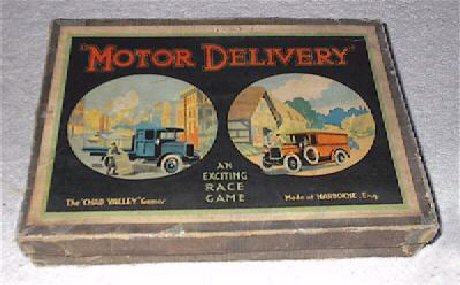 "MOTOR DELIVERY"
AN
EXCITING
RACE
GAME
The "CHAD VALLEY" Games
Made at HARBORNE, Eng.